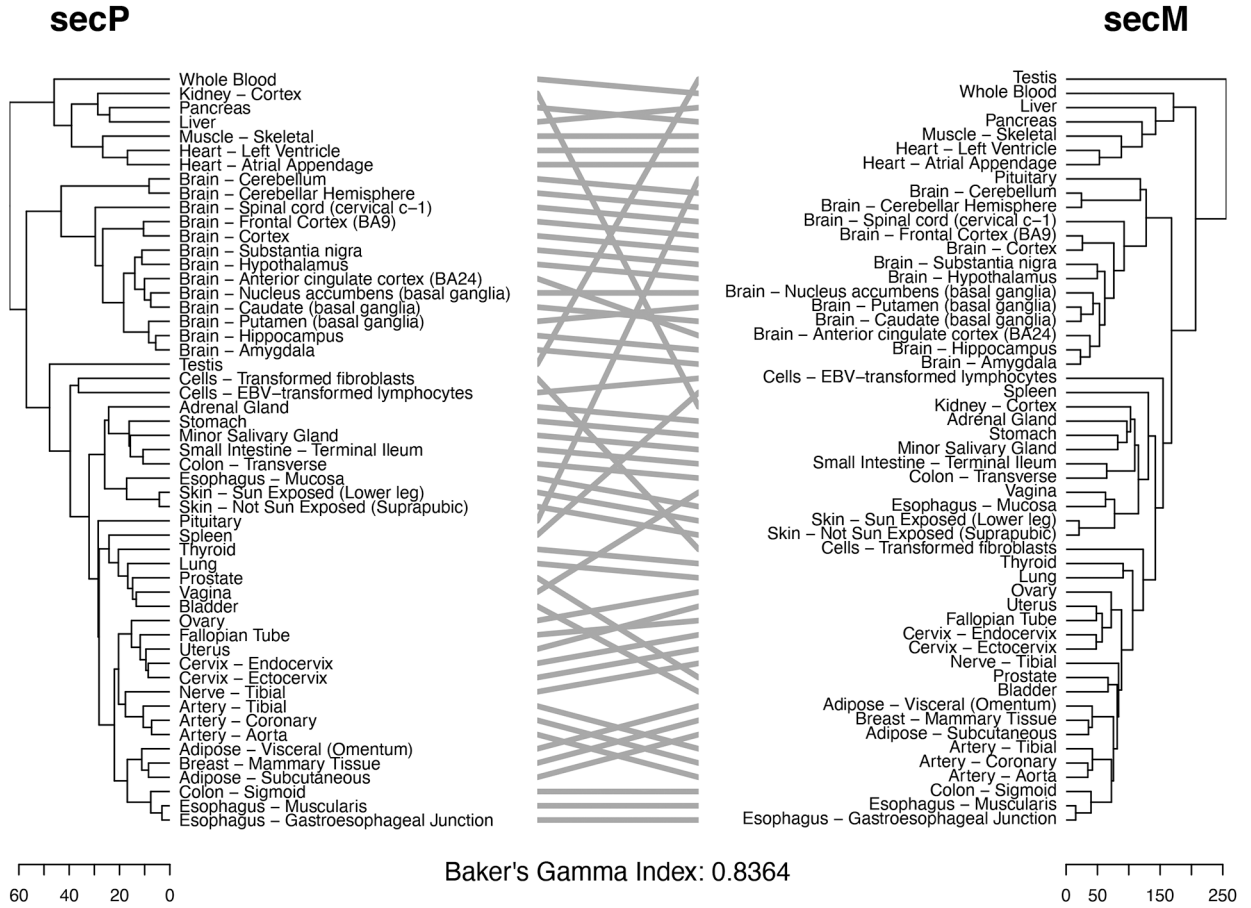 secP
secM
Whole Blood
Kidney − Cortex
Pancreas
Liver
Muscle − Skeletal
Heart − Left Ventricle
Heart − Atrial Appendage
Brain − Cerebellum
Brain − Cerebellar Hemisphere
Brain − Spinal cord (cervical c−1)
Brain − Frontal Cortex (BA9)
Brain − Cortex
Brain − Substantia nigra
Brain − Hypothalamus
Brain − Anterior cingulate cortex (BA24)
Brain − Nucleus accumbens (basal ganglia)
Brain − Caudate (basal ganglia)
Brain − Putamen (basal ganglia)
Brain − Hippocampus
Brain − Amygdala
Testis
Cells − Transformed fibroblasts
Cells − EBV−transformed lymphocytes
Adrenal Gland
Stomach
Minor Salivary Gland
Small Intestine − Terminal Ileum
Colon − Transverse
Esophagus − Mucosa
Skin − Sun Exposed (Lower leg)
Skin − Not Sun Exposed (Suprapubic)
Pituitary
Spleen
Thyroid
Lung
Prostate
Vagina
Bladder
Ovary
Fallopian Tube
Uterus
Cervix − Endocervix
Cervix − Ectocervix
Nerve − Tibial
Artery − Tibial
Artery − Coronary
Artery − Aorta
Adipose − Visceral (Omentum)
Breast − Mammary Tissue
Adipose − Subcutaneous
Colon − Sigmoid
Esophagus − Muscularis
Esophagus − Gastroesophageal Junction
Testis
Whole Blood
Liver
Pancreas
Muscle − Skeletal
Heart − Left Ventricle
Heart − Atrial Appendage
Pituitary
Brain − Cerebellum
Brain − Cerebellar Hemisphere
Brain − Spinal cord (cervical c−1)
Brain − Frontal Cortex (BA9)
Brain − Cortex
Brain − Substantia nigra
Brain − Hypothalamus
Brain − Nucleus accumbens (basal ganglia)
Brain − Putamen (basal ganglia)
Brain − Caudate (basal ganglia)
Brain − Anterior cingulate cortex (BA24)
Brain − Hippocampus
Brain − Amygdala
Cells − EBV−transformed lymphocytes
Spleen
Kidney − Cortex
Adrenal Gland
Stomach
Minor Salivary Gland
Small Intestine − Terminal Ileum
Colon − Transverse
Vagina
Esophagus − Mucosa
Skin − Sun Exposed (Lower leg)
Skin − Not Sun Exposed (Suprapubic)
Cells − Transformed fibroblasts
Thyroid
Lung
Ovary
Uterus
Fallopian Tube
Cervix − Endocervix
Cervix − Ectocervix
Nerve − Tibial
Prostate
Bladder
Adipose − Visceral (Omentum)
Breast − Mammary Tissue
Adipose − Subcutaneous
Artery − Tibial
Artery − Coronary
Artery − Aorta
Colon − Sigmoid
Esophagus − Muscularis
Esophagus − Gastroesophageal Junction
Baker's Gamma Index: 0.8364
60 40 20 0
0 50 150 250